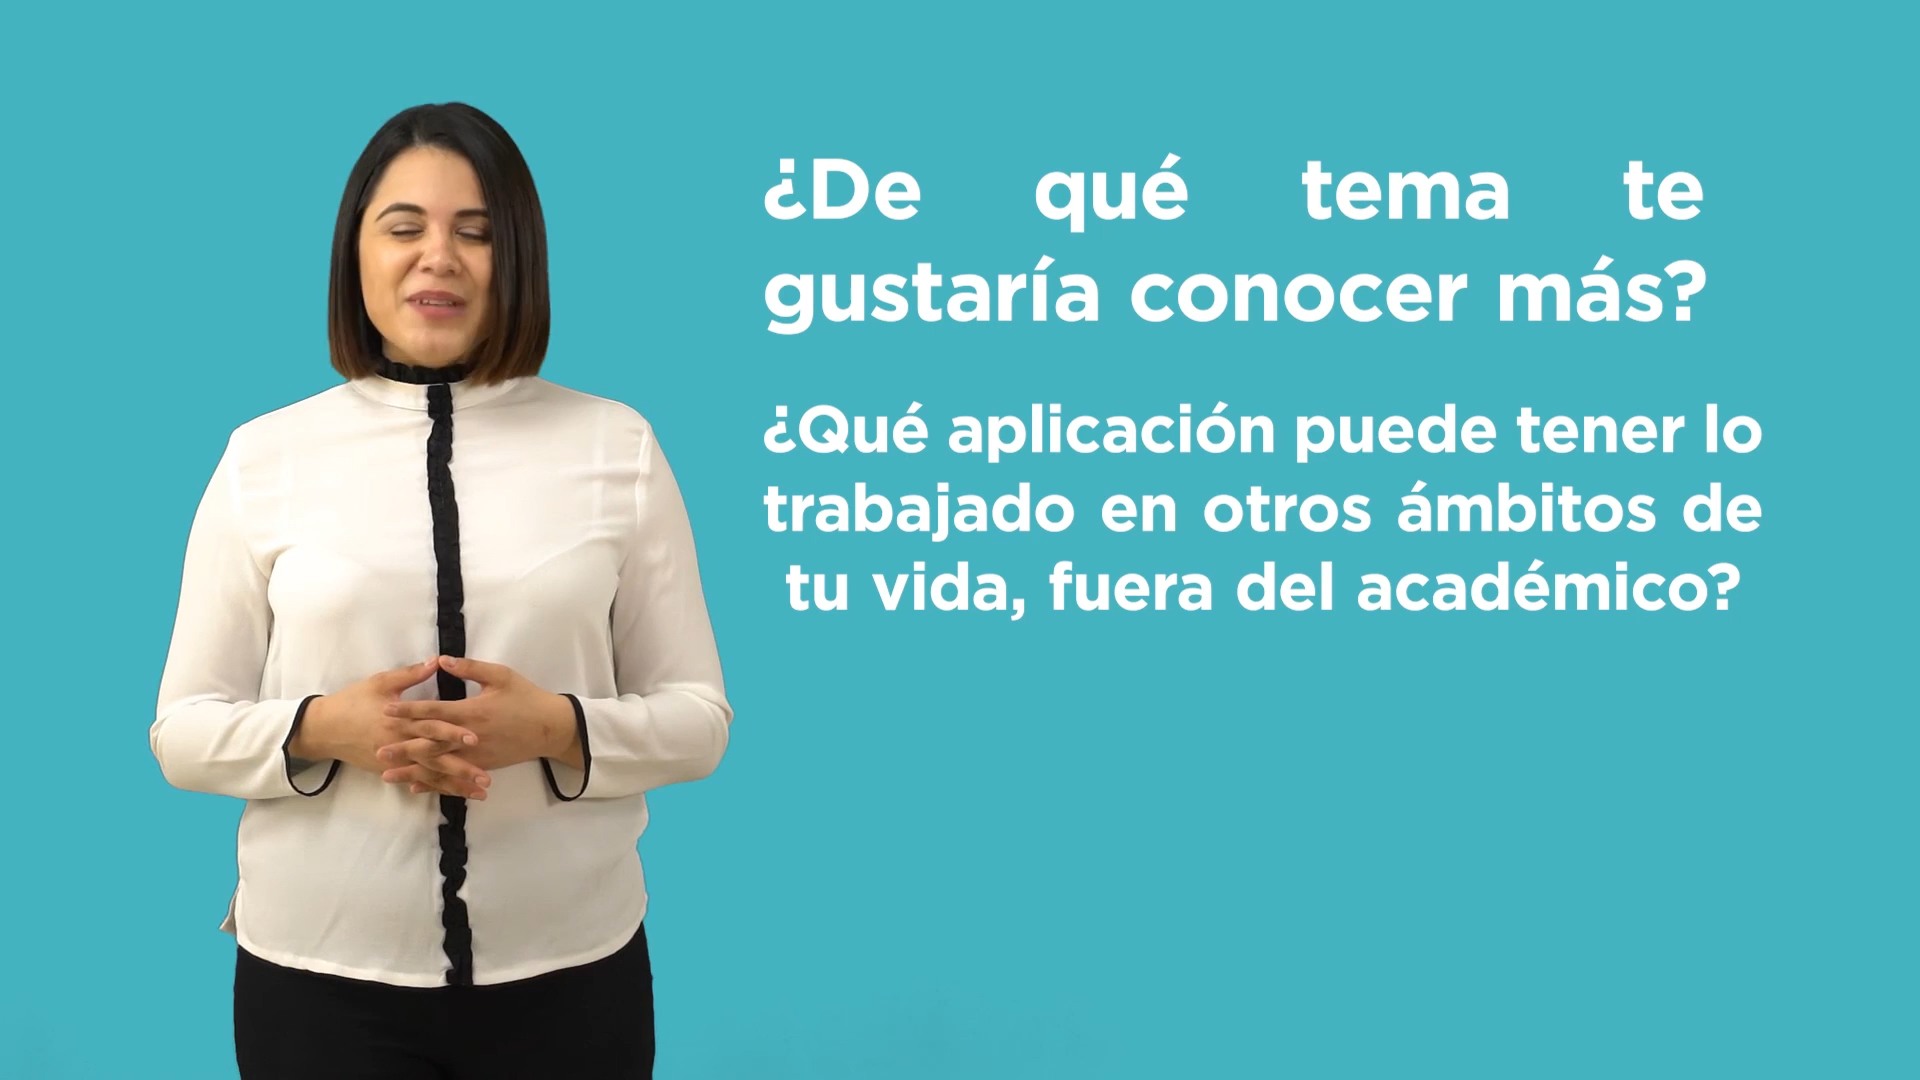 ¿De qué tema te
gustaría conocer más?
¿Qué aplicación puede tener lo
trabajado en otros ámbitos de
tu vida, fuera del académico?